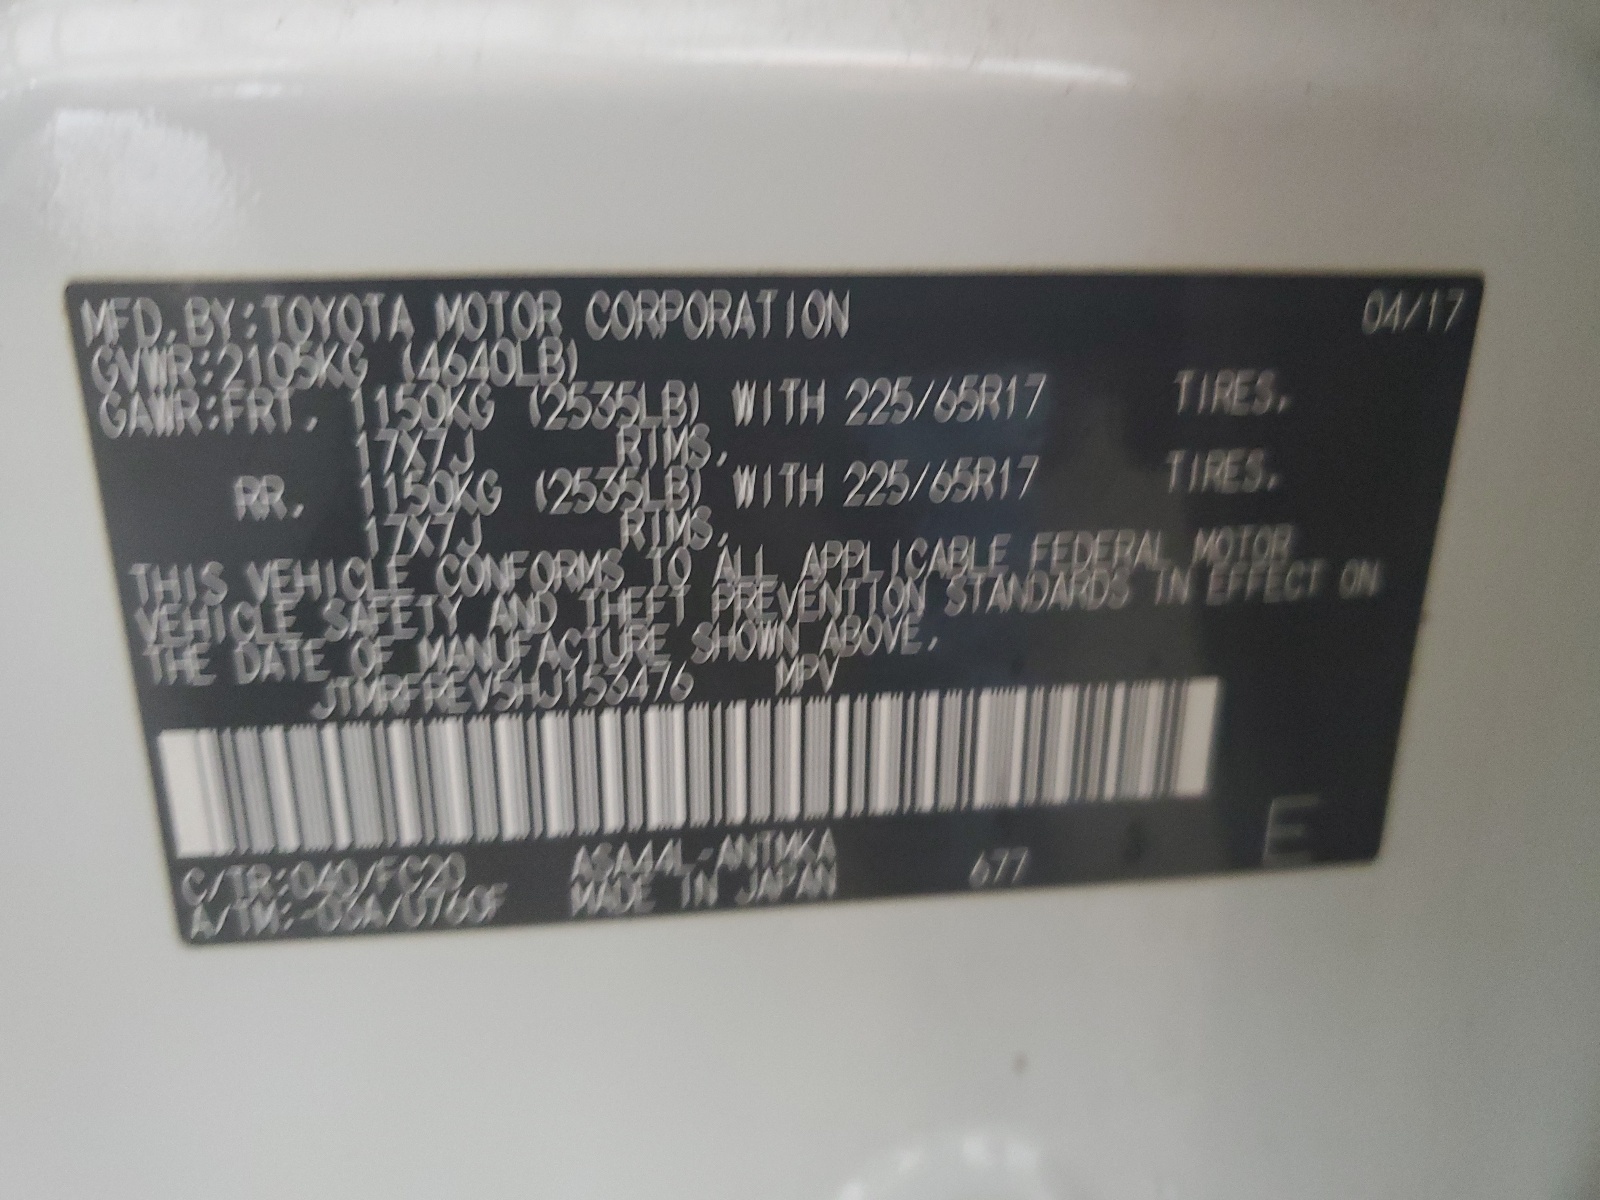 MFD.BY:TOYOTA MOTOR CORPORATION 04/17
GVWR:2105KG (4640LB)
GAWR:FRT. 1150KG (2535LB) WITH 225/65R17 TIRES,
17X7J RIMS,
RR. 1150KG (2535LB) WITH 225/65R17 TIRES,
17X7J RIMS,
THIS VEHICLE CONFORMS TO ALL APPLICABLE FEDERAL MOTOR
VEHICLE SAFETY AND THEFT PREVENTION STANDARDS IN EFFECT ON
THE DATE OF MANUFACTURE SHOWN ABOVE.
JTMRFREV5HJ153476 MPV
C/TR:040/FC20 ASA44L-ANTMKA 677 E
A/TM:-03A/U760F MADE IN JAPAN